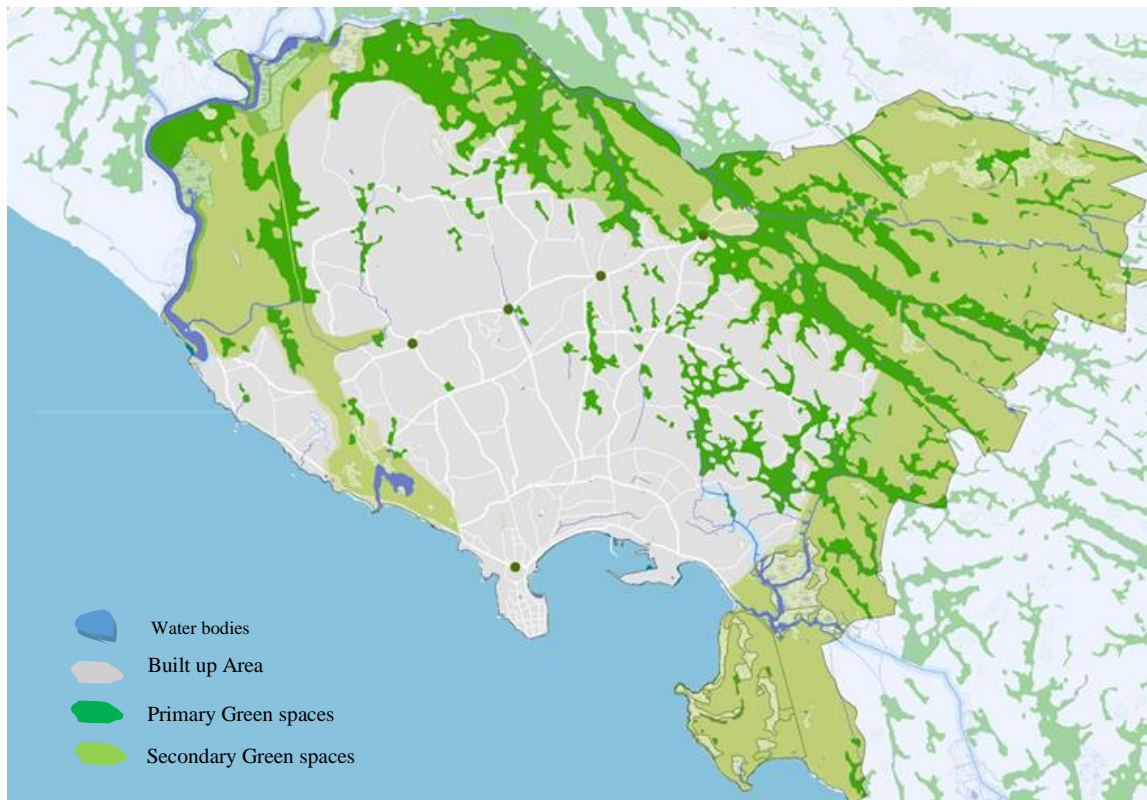 Water bodies
Built up Area
Primary Green spaces
Secondary Green spaces